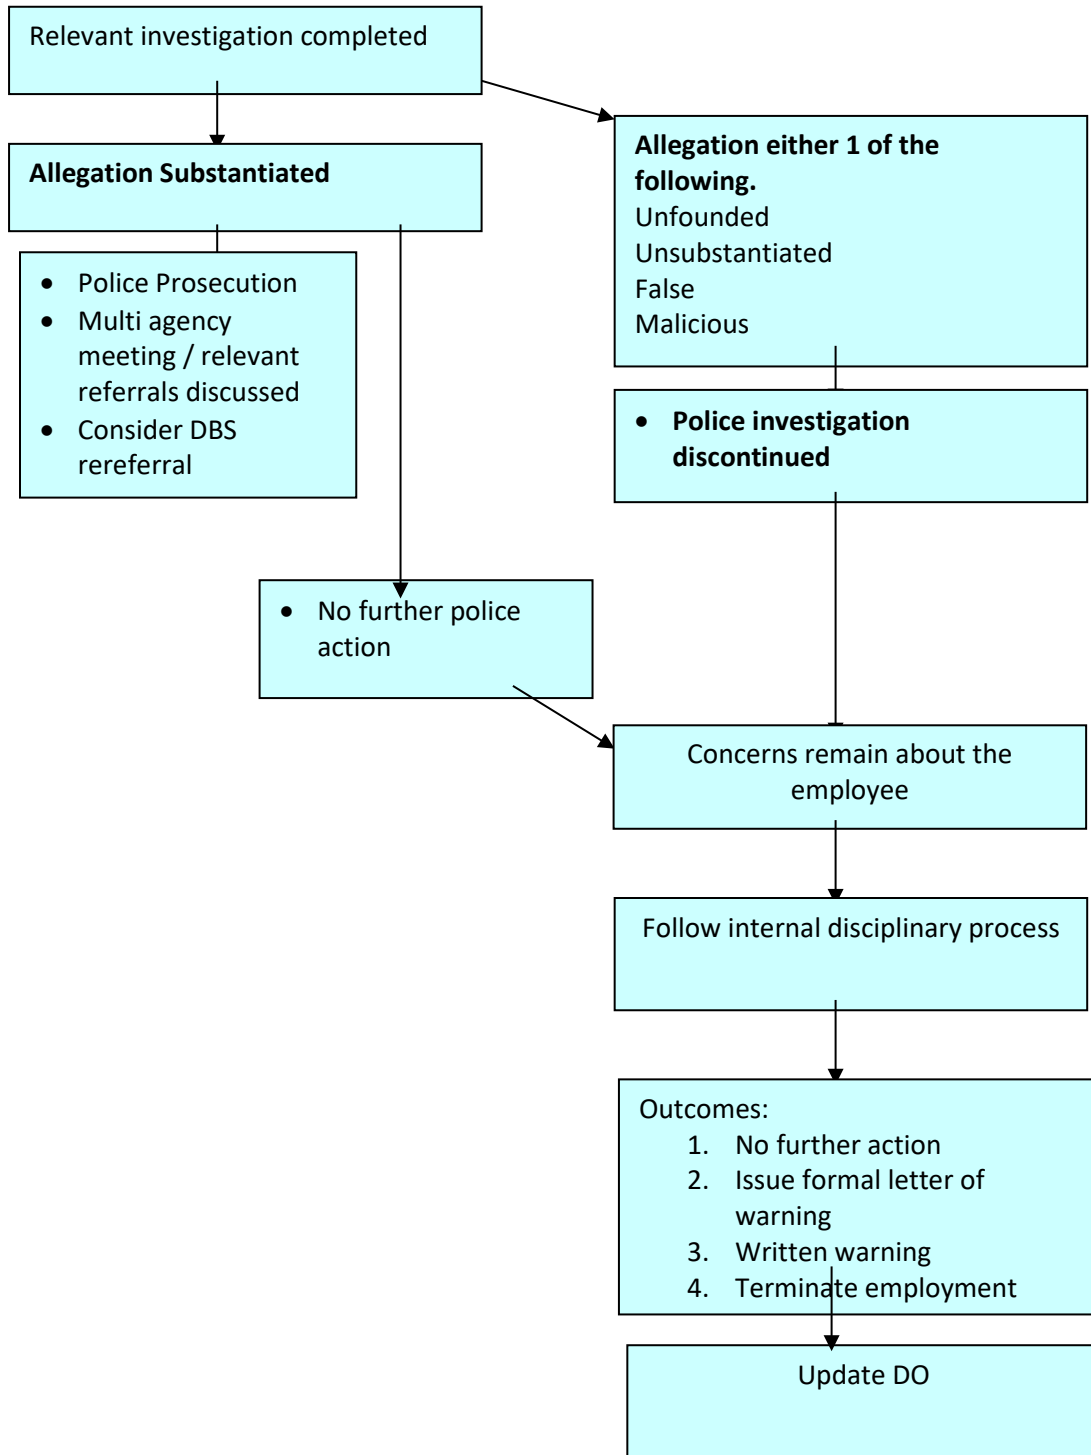 Relevant investigation completed
Allegation Substantiated
• Police Prosecution
• Multi agency
meeting / relevant
referrals discussed
• Consider DBS
rereferral
Allegation either 1 of the
following.
Unfounded
Unsubstantiated
False
Malicious
• Police investigation
discontinued
• No further police
action
Concerns remain about the
employee
Follow internal disciplinary process
Outcomes:
1. No further action
2. Issue formal letter of
warning
3. Written warning
4. Terminate employment
Update DO